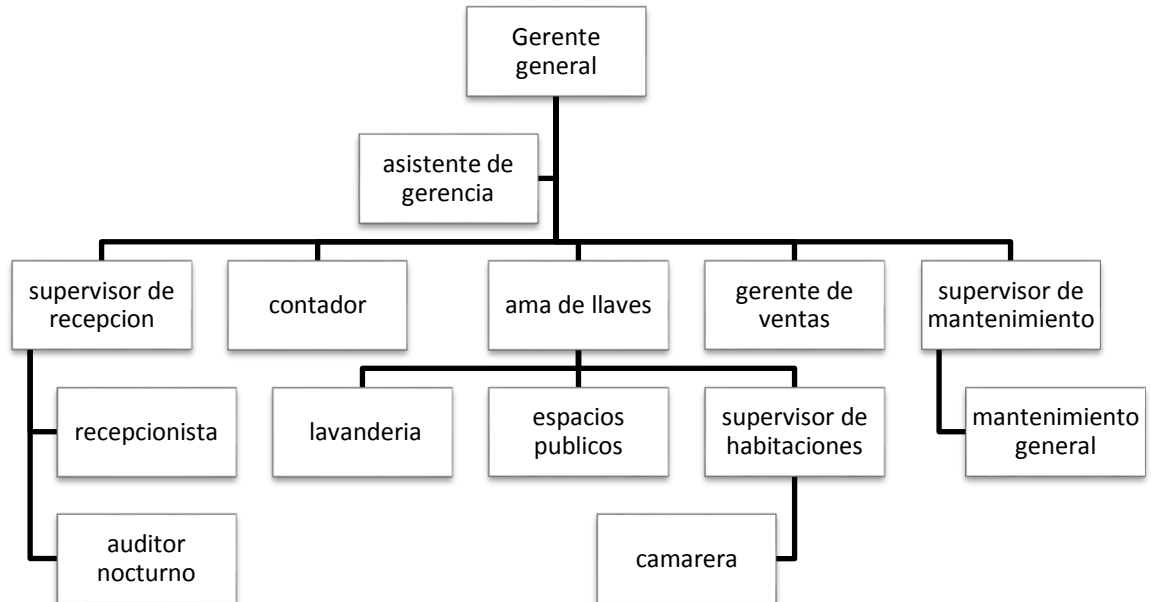 Gerente
general
asistente de
gerencia
supervisor de
recepcion
contador
ama de llaves
gerente de
ventas
supervisor de
mantenimiento
recepcionista
lavanderia
espacios
publicos
supervisor de
habitaciones
mantenimiento
general
auditor
nocturno
camarera